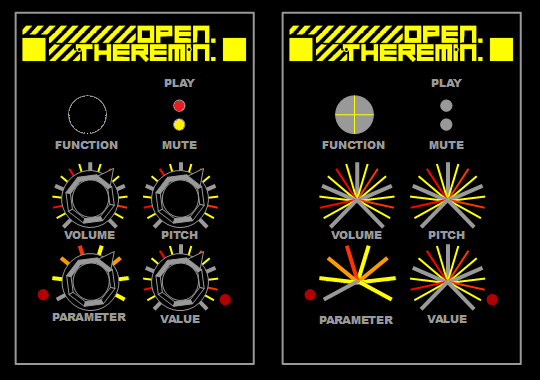 OPEN.
THEREMIN.
PLAY
FUNCTION MUTE
VOLUME PITCH
PARAMETER VALUE
OPEN.
THEREMIN.
PLAY
FUNCTION MUTE
VOLUME PITCH
PARAMETER VALUE